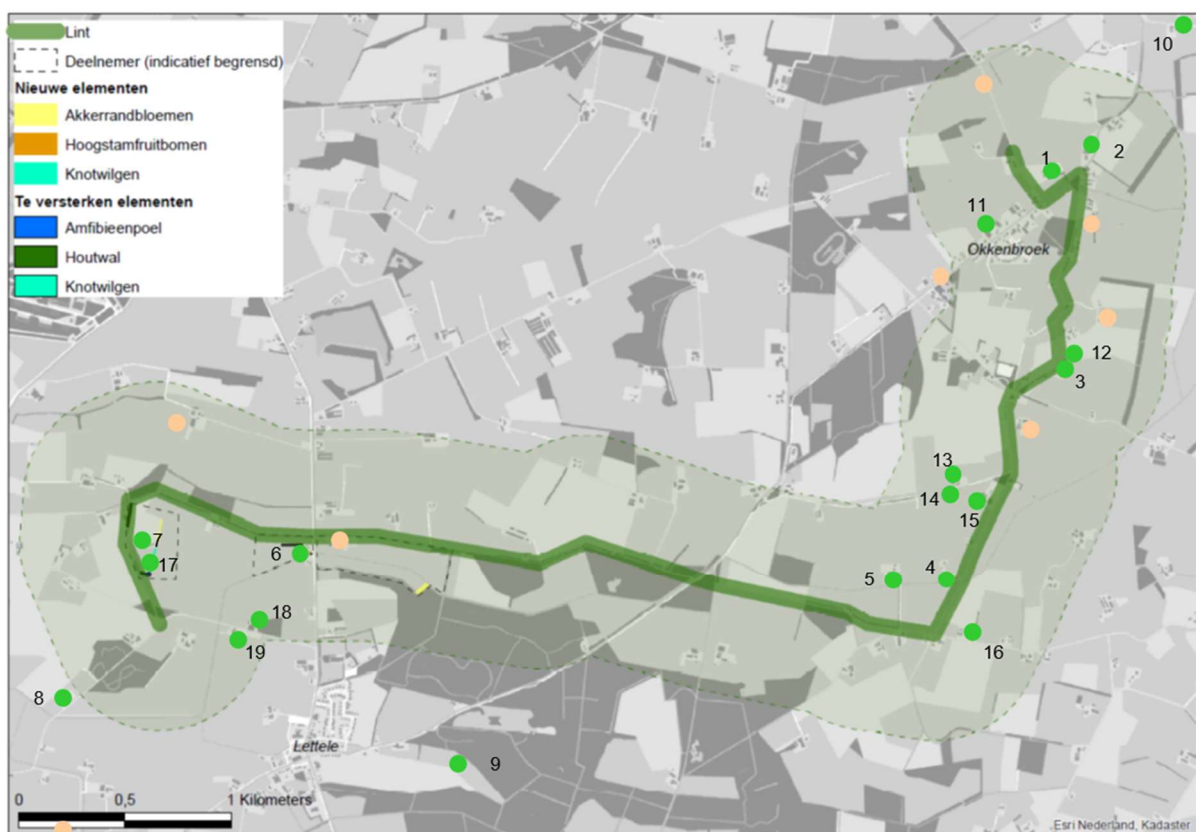 Lint
Deelnemer (indicatief begrensd)
Nieuwe elementen
Akkerrandbloemen
Hoogstamfruitbomen
Knotwilgen
Te versterken elementen
Amfibieenpoel
Houtwal
Knotwilgen
10
1
2
11
Okkenbroek
12
3
13
14
15
7
17
6
5
4
18
19
16
8
Lettele
9
0 0,5 1 Kilometers
Esri Nederland, Kadaster